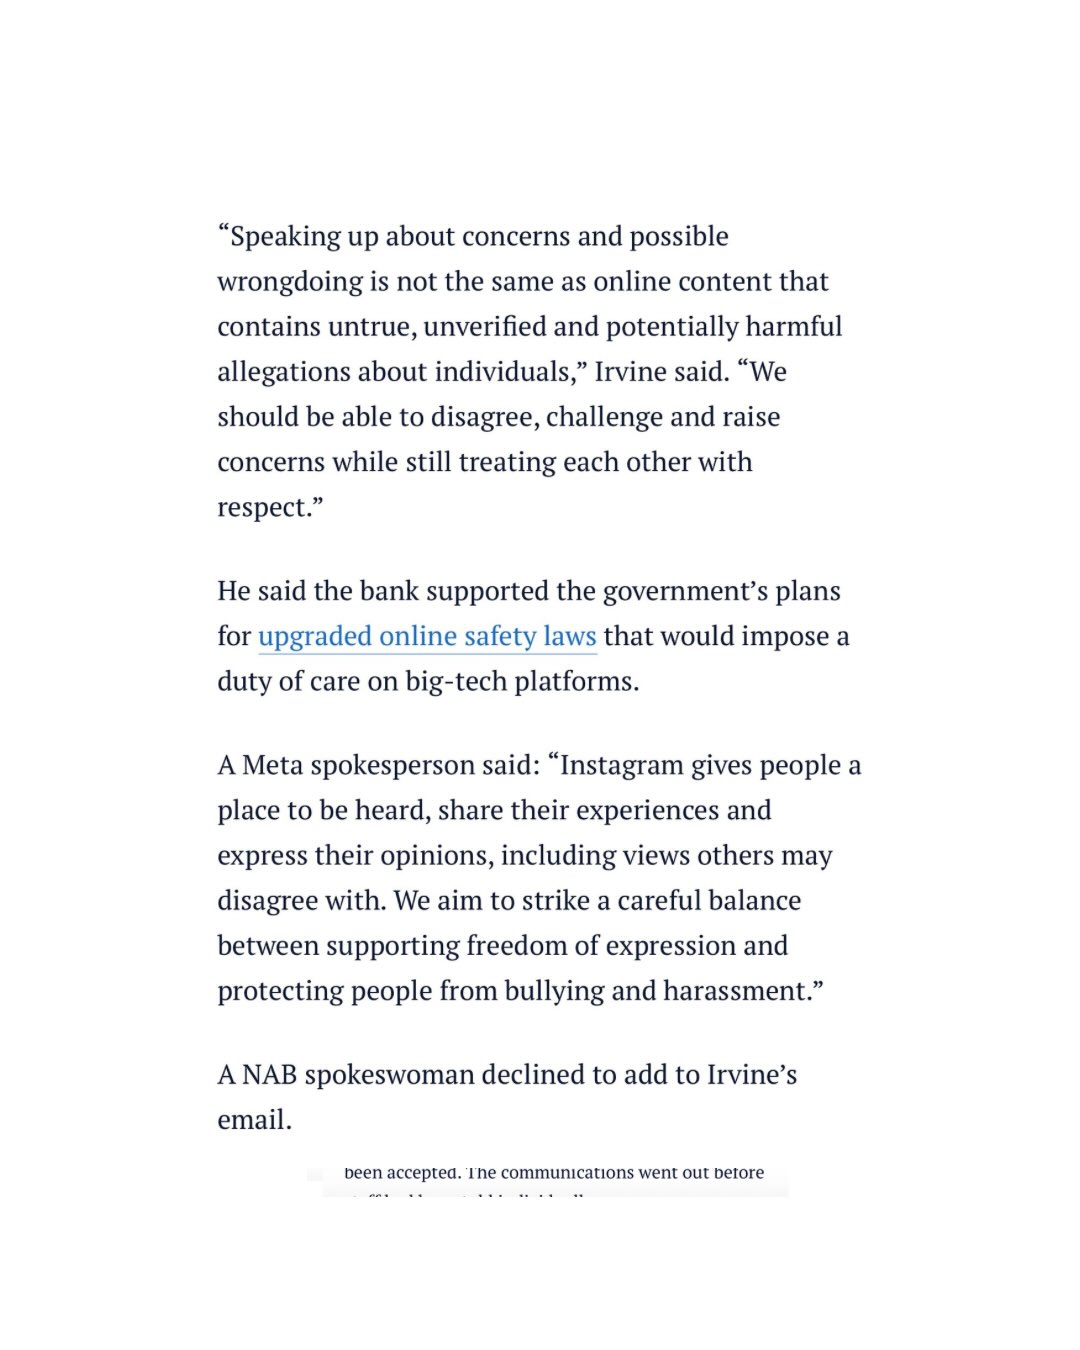 “Speaking up about concerns and possible
wrongdoing is not the same as online content that
contains untrue, unverified and potentially harmful
allegations about individuals,” Irvine said. “We
should be able to disagree, challenge and raise
concerns while still treating each other with
respect.”
He said the bank supported the government’s plans
for upgraded online safety laws that would impose a
duty of care on big-tech platforms.
A Meta spokesperson said: “Instagram gives people a
place to be heard, share their experiences and
express their opinions, including views others may
disagree with. We aim to strike a careful balance
between supporting freedom of expression and
protecting people from bullying and harassment.”
A NAB spokeswoman declined to add to Irvine’s
email.
been accepted. The communications went out before